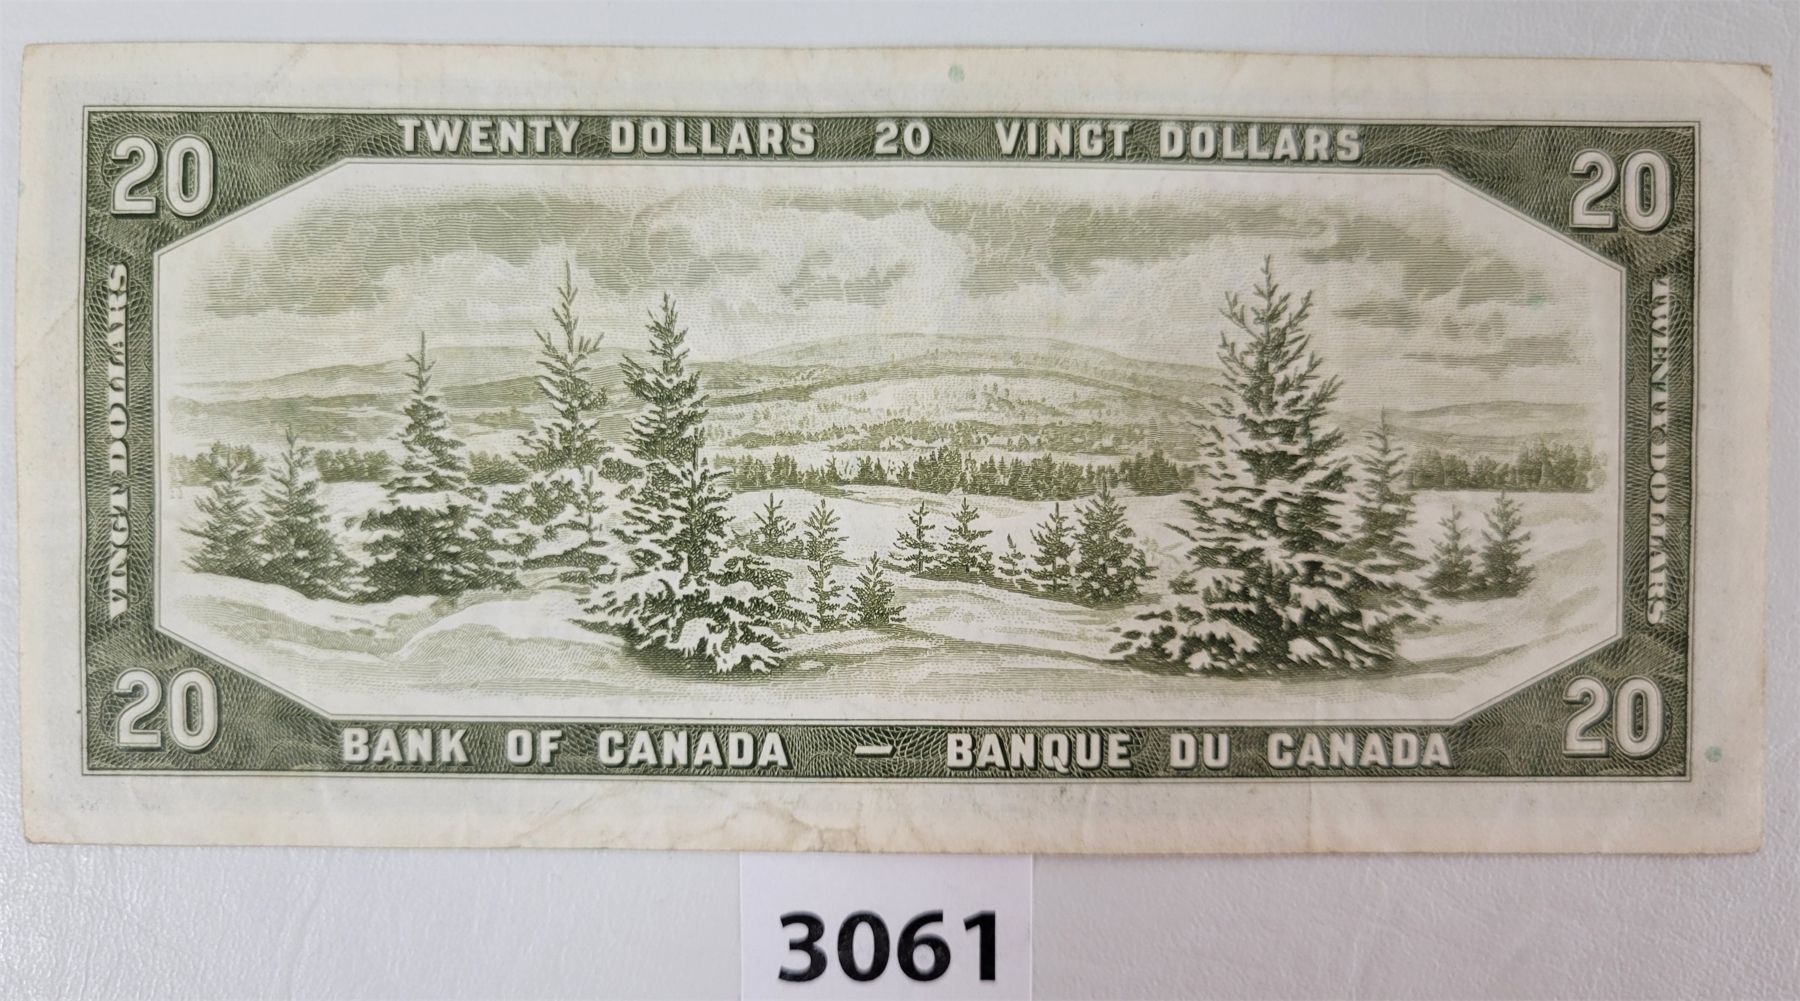 TWENTY DOLLARS 20 VINGT DOLLARS
20
20
VINGT DOLLARS
TWENTY DOLLARS
20
20
BANK OF CANADA — BANQUE DU CANADA
3061